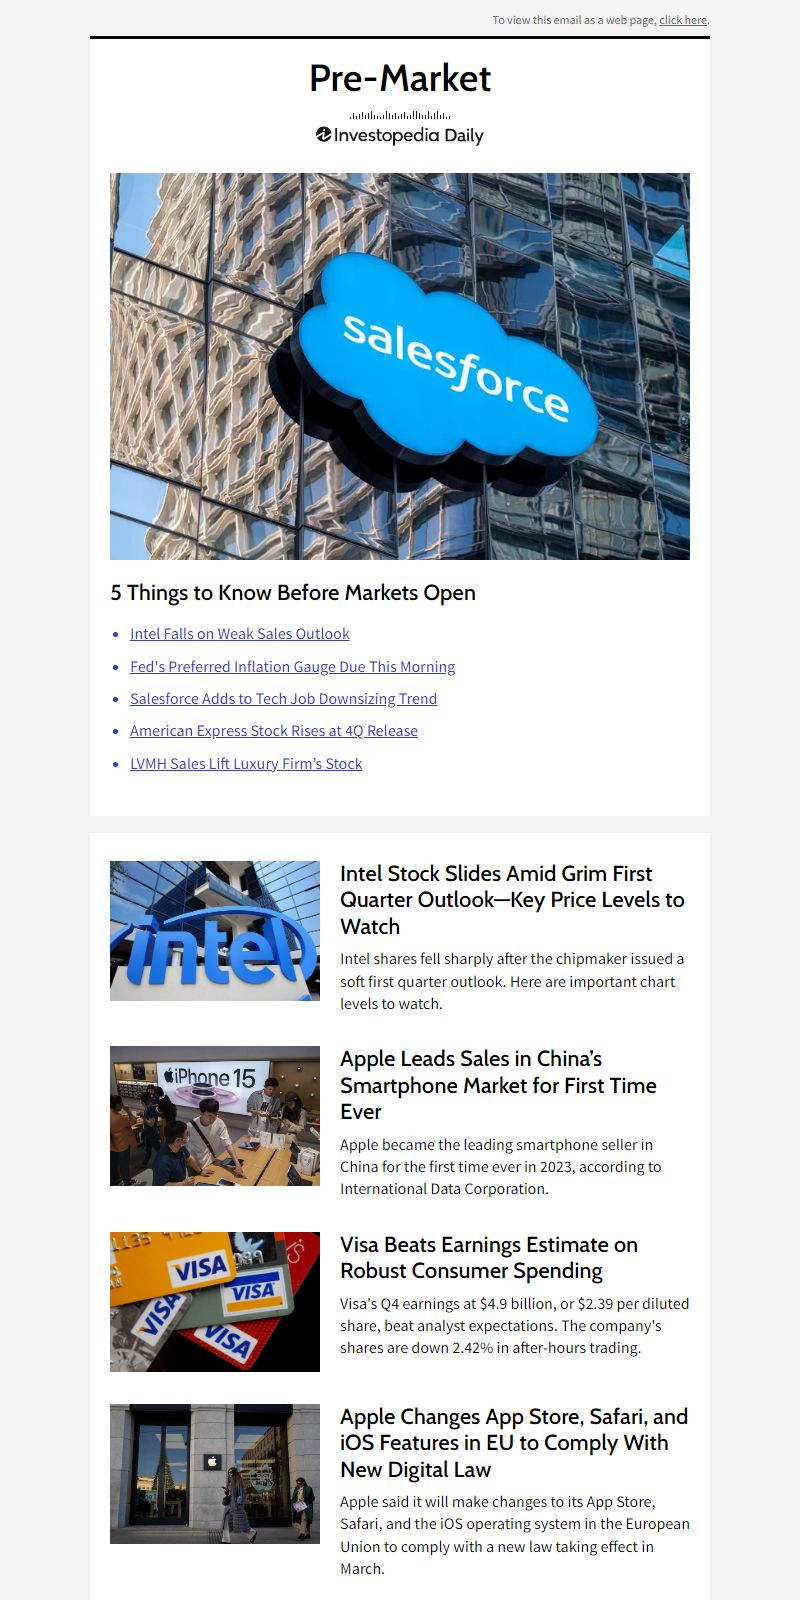 To view this email as a web page, click here.
Pre-Market
Investopedia Daily
salesforce
5 Things to Know Before Markets Open
Intel Falls on Weak Sales Outlook
Fed's Preferred Inflation Gauge Due This Morning
Salesforce Adds to Tech Job Downsizing Trend
American Express Stock Rises at 4Q Release
LVMH Sales Lift Luxury Firm’s Stock
intel
Intel Stock Slides Amid Grim First
Quarter Outlook—Key Price Levels to
Watch
Intel shares fell sharply after the chipmaker issued a
soft first quarter outlook. Here are important chart
levels to watch.
iPhone 15
Apple Leads Sales in China’s
Smartphone Market for First Time
Ever
Apple became the leading smartphone seller in
China for the first time ever in 2023, according to
International Data Corporation.
VISA
VISA
VISA
VISA
Visa Beats Earnings Estimate on
Robust Consumer Spending
Visa's Q4 earnings at $4.9 billion, or $2.39 per diluted
share, beat analyst expectations. The company's
shares are down 2.42% in after-hours trading.
Apple Changes App Store, Safari, and
iOS Features in EU to Comply With
New Digital Law
Apple said it will make changes to its App Store,
Safari, and the iOS operating system in the European
Union to comply with a new law taking effect in
March.